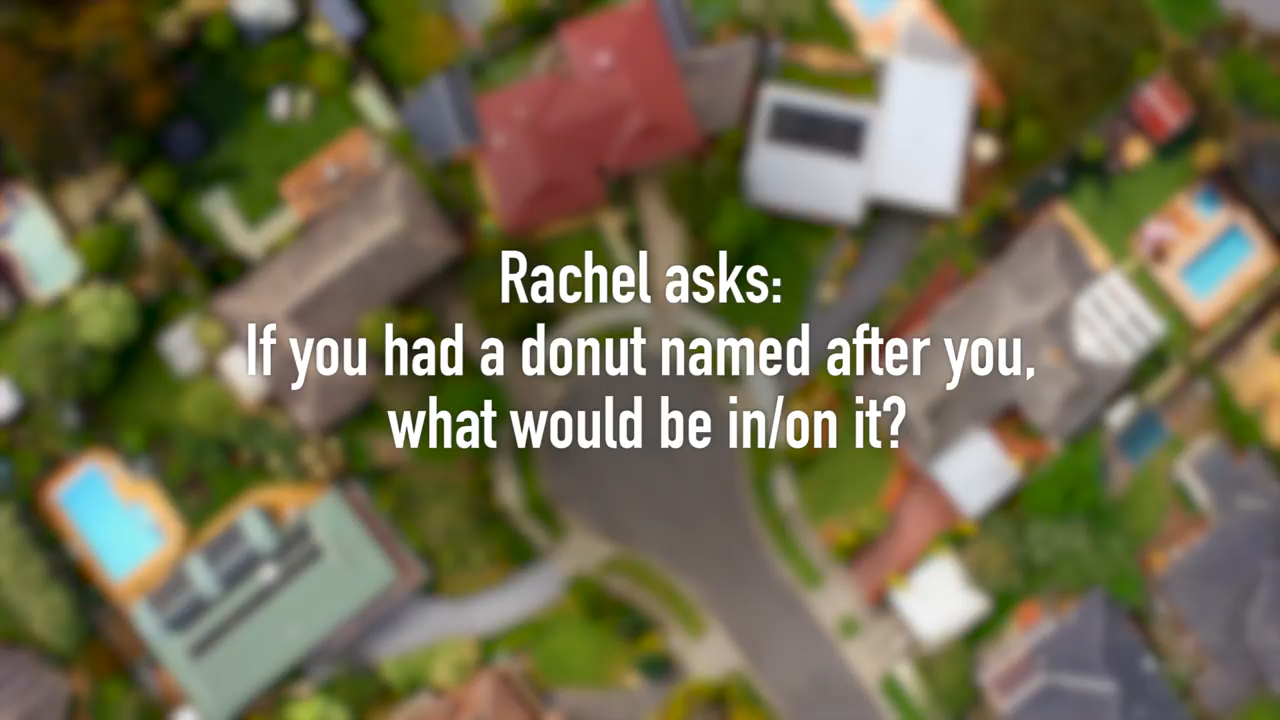 Rachel asks:
If you had a donut named after you,
what would be in/on it?